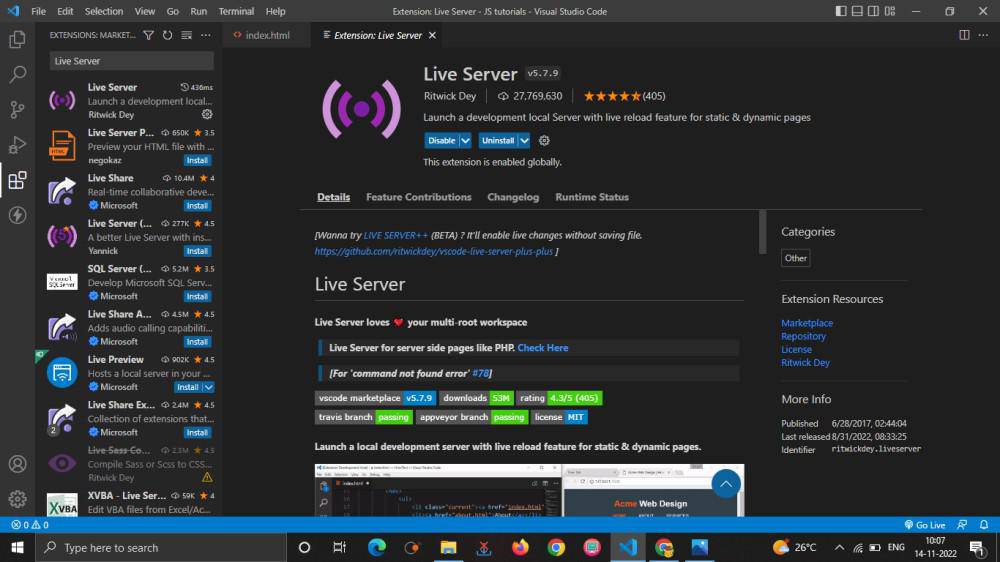 File Edit Selection View Go Run Terminal Help
Extension: Live Server - JS tutorials - Visual Studio Code
EXTENSIONS: MARKET...
index.html
Extension: Live Server
Live Server
Live Server 436ms
Launch a development local...
Ritwick Dey
Live Server P... 650K ★ 3.5
Preview your HTML file with ...
negokaz Install
Live Share 10.4M ★ 4
Real-time collaborative deve...
Microsoft Install
Live Server (... 277K ★ 4.5
A better Live Server with ins...
Yannick Install
SQL Server (... 5.2M ★ 3.5
Develop Microsoft SQL Serv...
Microsoft Install
Live Share A... 4.5M ★ 4
Adds audio calling capabiliti...
Microsoft Install
Live Preview 902K ★ 4.5
Hosts a local server in your ...
Microsoft Install
Live Share Ex... 2.4M ★ 4.5
Collection of extensions that...
2
Microsoft Install
Live Sass Co... 2.3M ★ 4.5
Compile Sass or Scss to CSS...
Ritwick Dey
XVBA - Live Ser... 59K ★ 4
Edit VBA files from Excel/Ac...
Live Server v5.7.9
Ritwick Dey 27,769,630 ★★★★★(405)
Launch a development local Server with live reload feature for static & dynamic pages
Disable Uninstall
This extension is enabled globally.
Details Feature Contributions Changelog Runtime Status
[Wanna try LIVE SERVER++ (BETA) ? It'll enable live changes without saving file.
https://github.com/ritwickdey/vscode-live-server-plus-plus ]
Live Server
Live Server loves ❤ your multi-root workspace
Live Server for server side pages like PHP. Check Here
[For 'command not found error' #78]
vscode marketplace v5.7.9 downloads 53M rating 4.3/5 (405)
travis branch passing appveyor branch passing license MIT
Launch a local development server with live reload feature for static & dynamic pages.
index.html
Acme Web Design
Categories
Other
Extension Resources
Marketplace
Repository
License
Ritwick Dey
More Info
Published 6/28/2017, 02:44:04
Last released 8/31/2022, 08:33:25
Identifier ritwickdey.liveserver
0 0
Go Live
Type here to search
26°C
ENG
10:07
14-11-2022
1